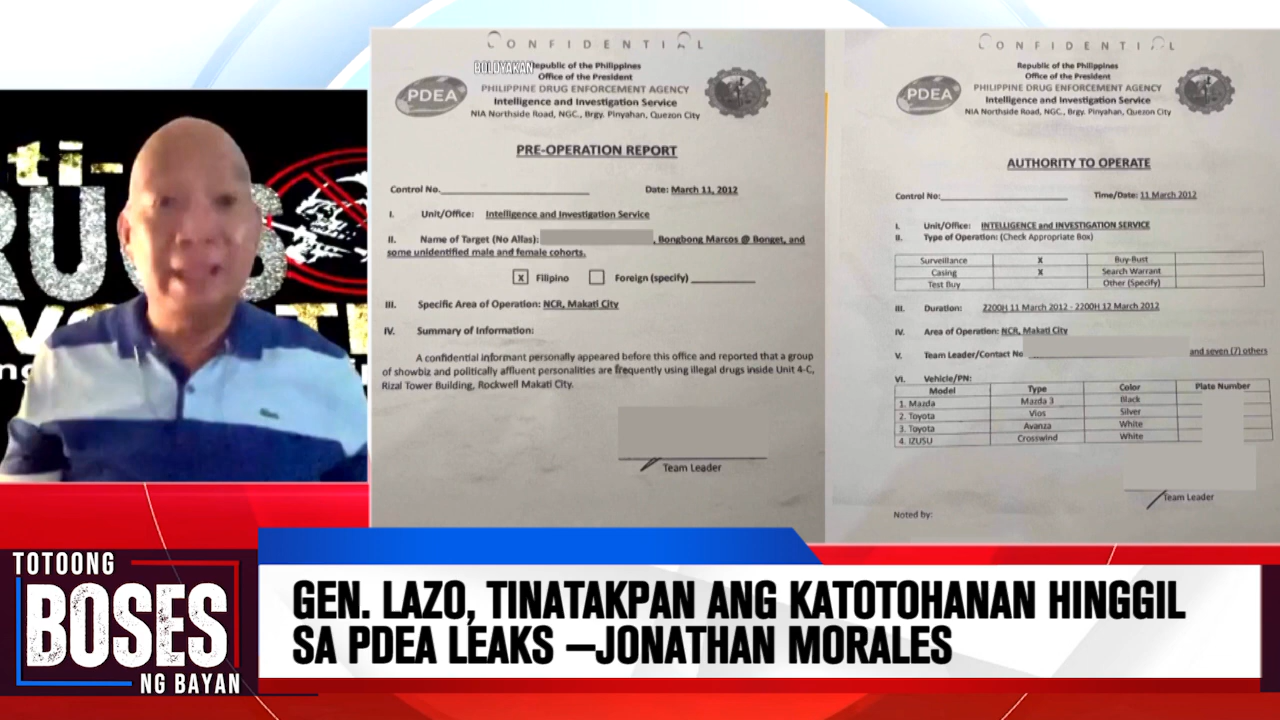 ti-
RUGS
CONFIDENTIAL
BOLDYAKAN
Republic of the Philippines
Office of the President
PHILIPPINE DRUG ENFORCEMENT AGENCY
Intelligence and Investigation Service
NIA Northside Road, NGC., Brgy. Pinyahan, Quezon City
PDEA
PRE-OPERATION REPORT
Control No.
Date: March 11, 2012
I. Unit/Office: Intelligence and Investigation Service
II. Name of Target (No Alias): , Bongbong Marcos @ Bonget, and
some unidentified male and female cohorts.
x Filipino Foreign (specify)
III. Specific Area of Operation: NCR, Makati City
IV. Summary of Information:
A confidential informant personally appeared before this office and reported that a group
of showbiz and politically affluent personalities are frequently using illegal drugs inside Unit 4-C,
Rizal Tower Building, Rockwell Makati City.
Team Leader
CONFIDENTIAL
Republic of the Philippines
Office of the President
PHILIPPINE DRUG ENFORCEMENT AGENCY
Intelligence and Investigation Service
NIA Northside Road, NGC., Brgy. Pinyahan, Quezon City
PDEA
AUTHORITY TO OPERATE
Control No:
Time/Date: 11 March 2012
I. Unit/Office: INTELLIGENCE and INVESTIGATION SERVICE
II. Type of Operation: (Check Appropriate Box)
Surveillance x Buy-Bust
Casing x Search Warrant
Test Buy Other (Specify)
III. Duration: 2200H 11 March 2012 - 2200H 12 March 2012
IV. Area of Operation: NCR, Makati City
V. Team Leader/Contact No and seven (7) others
VI. Vehicle/PN:
Model Type Color Plate Number
1. Mazda Mazda 3 Black
2. Toyota Vios Silver
3. Toyota Avanza White
4. IZUSU Crosswind White
Team Leader
Noted by:
TOTOONG
BOSES
NG BAYAN
GEN. LAZO, TINATAKPAN ANG KATOTOHANAN HINGGIL
SA PDEA LEAKS –JONATHAN MORALES